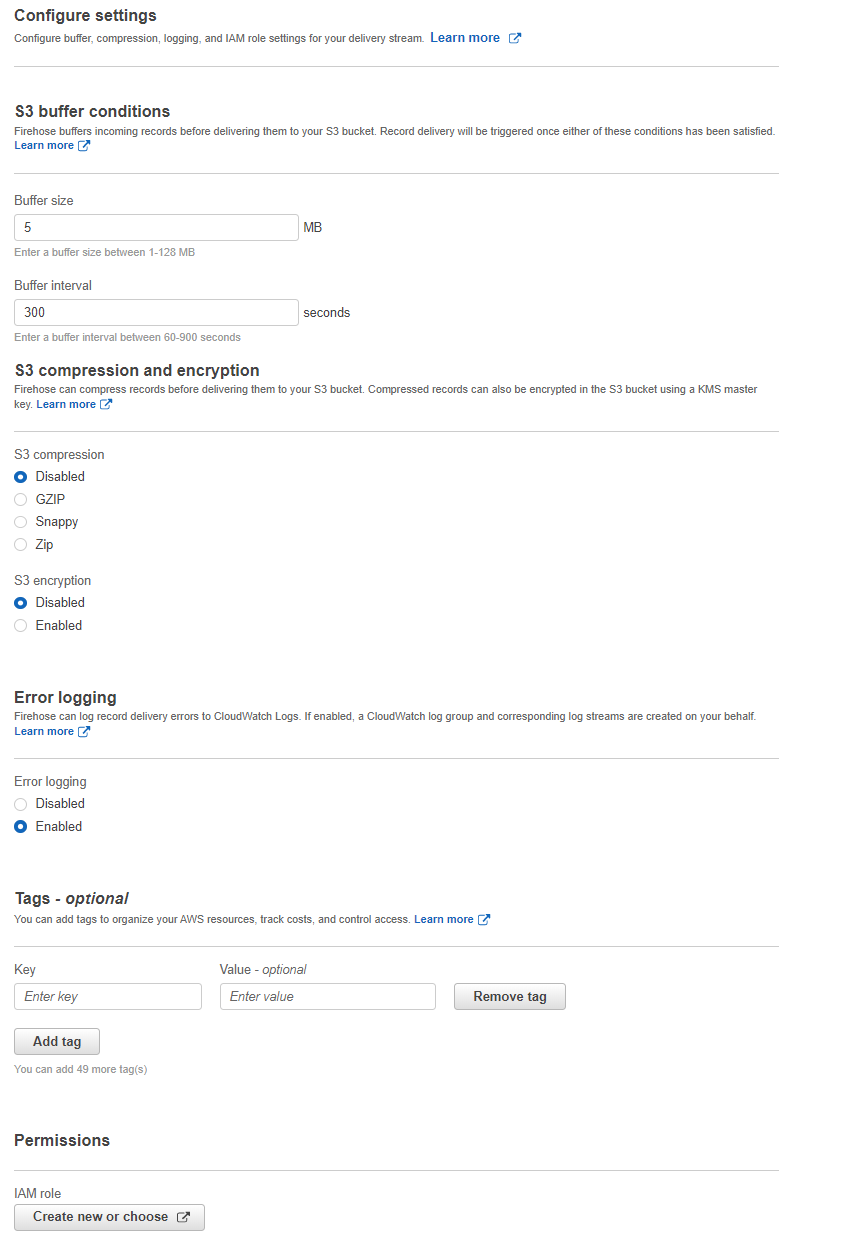 Configure settings
Configure buffer, compression, logging, and IAM role settings for your delivery stream. Learn more
S3 buffer conditions
Firehose buffers incoming records before delivering them to your S3 bucket. Record delivery will be triggered once either of these conditions has been satisfied.
Learn more
Buffer size
5 MB
Enter a buffer size between 1-128 MB
Buffer interval
300 seconds
Enter a buffer interval between 60-900 seconds
S3 compression and encryption
Firehose can compress records before delivering them to your S3 bucket. Compressed records can also be encrypted in the S3 bucket using a KMS master
key. Learn more
S3 compression
Disabled
GZIP
Snappy
Zip
S3 encryption
Disabled
Enabled
Error logging
Firehose can log record delivery errors to CloudWatch Logs. If enabled, a CloudWatch log group and corresponding log streams are created on your behalf.
Learn more
Error logging
Disabled
Enabled
Tags - optional
You can add tags to organize your AWS resources, track costs, and control access. Learn more
Key Value - optional
Enter key Enter value Remove tag
Add tag
You can add 49 more tag(s)
Permissions
IAM role
Create new or choose